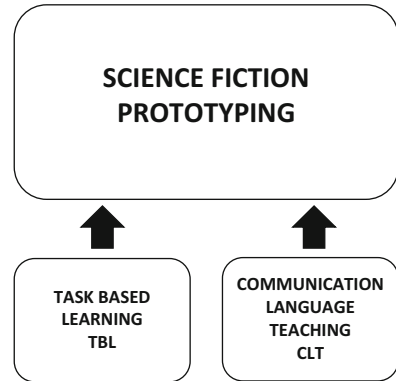 SCIENCE FICTION
PROTOTYPING
TASK BASED
LEARNING
TBL
COMMUNICATION
LANGUAGE
TEACHING
CLT